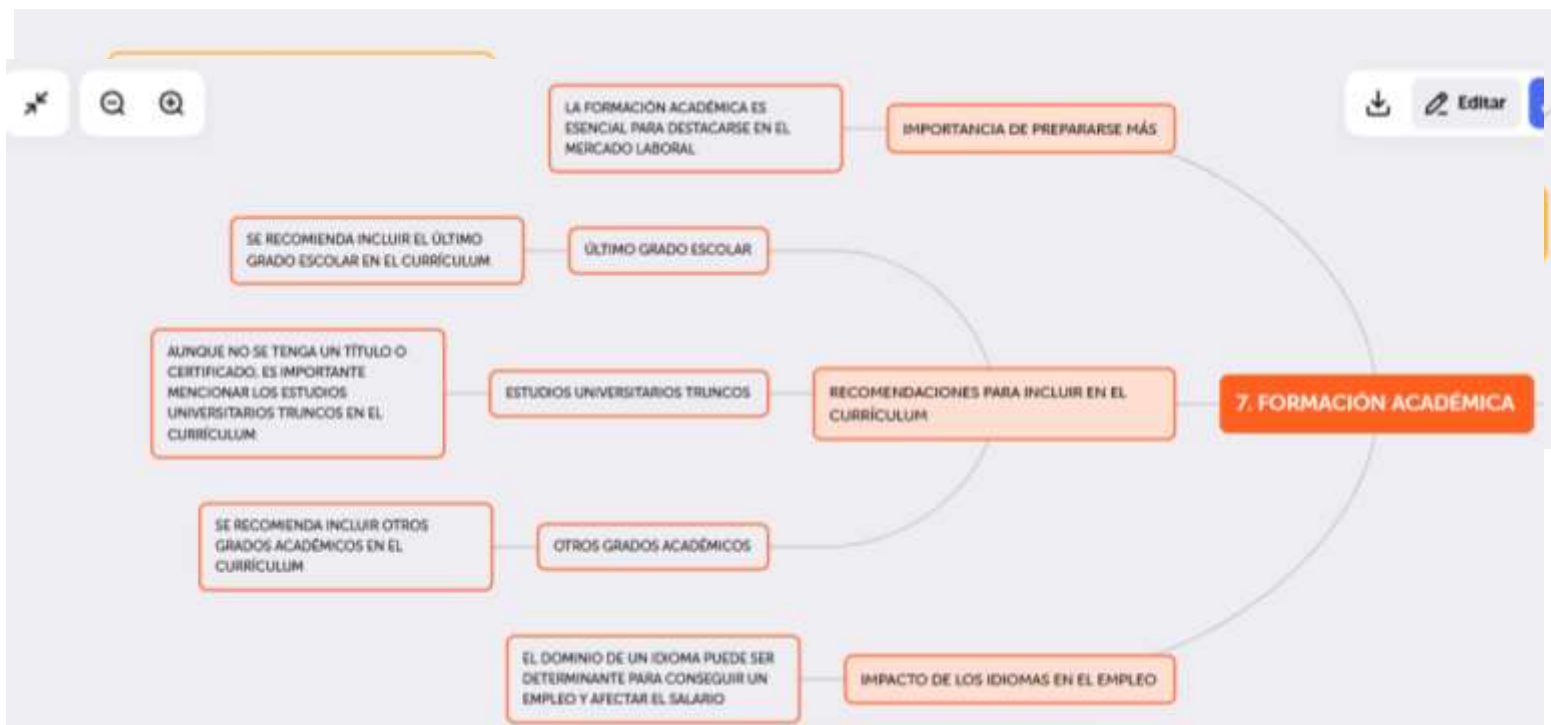 Editar
LA FORMACIÓN ACADÉMICA ES
ESENCIAL PARA DESTACARSE EN EL
MERCADO LABORAL
IMPORTANCIA DE PREPARARSE MÁS
SE RECOMIENDA INCLUIR EL ÚLTIMO
GRADO ESCOLAR EN EL CURRÍCULUM
ÚLTIMO GRADO ESCOLAR
AUNQUE NO SE TENGA UN TÍTULO O
CERTIFICADO, ES IMPORTANTE
MENCIONAR LOS ESTUDIOS
UNIVERSITARIOS TRUNCOS EN EL
CURRÍCULUM
ESTUDIOS UNIVERSITARIOS TRUNCOS
RECOMENDACIONES PARA INCLUIR EN EL
CURRÍCULUM
7. FORMACIÓN ACADÉMICA
SE RECOMIENDA INCLUIR OTROS
GRADOS ACADÉMICOS EN EL
CURRÍCULUM
OTROS GRADOS ACADÉMICOS
EL DOMINIO DE UN IDIOMA PUEDE SER
DETERMINANTE PARA CONSEGUIR UN
EMPLEO Y AFECTAR EL SALARIO
IMPACTO DE LOS IDIOMAS EN EL EMPLEO